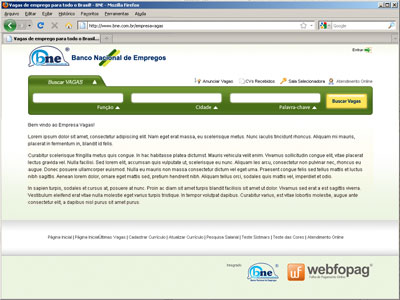 Vagas de emprego para todo o Brasil - BNE - Mozilla Firefox
Arquivo Editar Exibir Histórico Favoritos Ferramentas Ajuda
http://www.bne.com.br/empresavagas
Vagas de emprego para todo o Brasil...
bne Banco Nacional de Empregos
Entrar
Buscar VAGAS
Anunciar Vagas CVs Recebidos Sala Selecionadora Atendimento Online
Buscar Vagas
Função Cidade Palavra-chave
Bem vindo ao Empresa Vagas!
Lorem ipsum dolor sit amet, consectetur adipiscing elit. Nam eget erat massa, eu scelerisque metus. Nunc iaculis tincidunt rhoncus. Aliquam mi mauris,
placerat in fermentum in, blandit id felis.
Curabitur scelerisque fringilla metus quis congue. In hac habitasse platea dictumst. Mauris vehicula velit enim. Vivamus sollicitudin congue elit, vitae placerat
lectus gravida vel. Nulla facilisi. Sed lorem elit, accumsan quis vulputate ut, scelerisque eu nunc. Aliquam leo arcu, consectetur non pulvinar nec, rhoncus eu
augue. Donec posuere ullamcorper euismod. Nulla eu mauris non massa consectetur dictum vel eget urna. Praesent congue felis sed tellus mattis et luctus
nibh sagittis. Aenean lorem dolor, ornare eget mattis sed, pretium hendrerit nibh. Aliquam tellus orci, sodales quis mattis vel, imperdiet et odio.
In sapien turpis, sodales et cursus at, posuere at nunc. Proin ac diam sit amet turpis blandit facilisis sit amet ut dolor. Vivamus sed erat a est sagittis viverra.
Vestibulum eleifend erat vitae nulla molestie eget varius turpis tristique. In tempor volutpat dapibus. Curabitur varius, est vitae lobortis molestie, augue ante
consectetur elit, a dapibus nisl purus sit amet purus.
Página Inicial | Página Inicial Últimas Vagas | Cadastrar Currículo | Atualizar Currículo | Pesquisa Salarial | Teste Sinônimos | Teste das Cores | Atendimento Online
bne webfopag
Folha de Pagamento Online